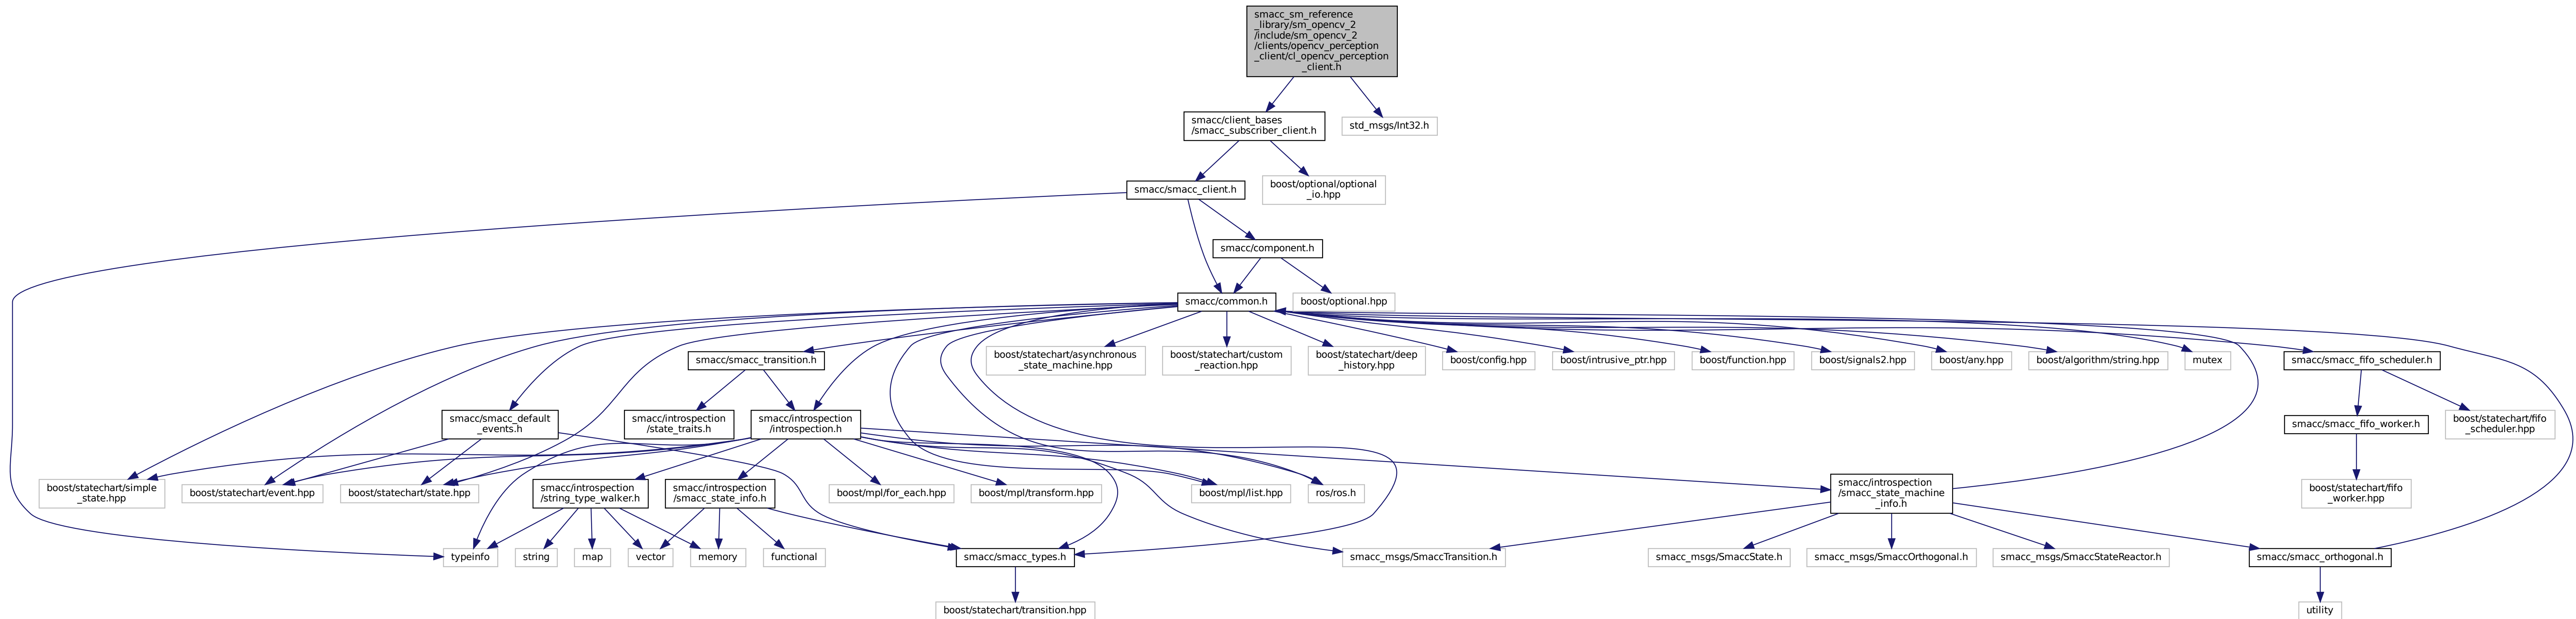 smacc_sm_reference
_library/sm_opencv_2
/include/sm_opencv_2
/clients/opencv_perception
_client/cl_opencv_perception
_client.h
smacc/client_bases
/smacc_subscriber_client.h
std_msgs/Int32.h
smacc/smacc_client.h
boost/optional/optional
_io.hpp
smacc/component.h
smacc/common.h
boost/optional.hpp
smacc/smacc_transition.h
boost/statechart/asynchronous
_state_machine.hpp
boost/statechart/custom
_reaction.hpp
boost/statechart/deep
_history.hpp
boost/config.hpp
boost/intrusive_ptr.hpp
boost/function.hpp
boost/signals2.hpp
boost/any.hpp
boost/algorithm/string.hpp
mutex
smacc/smacc_fifo_scheduler.h
smacc/smacc_default
_events.h
smacc/introspection
/state_traits.h
smacc/introspection
/introspection.h
smacc/smacc_fifo_worker.h
boost/statechart/fifo
_scheduler.hpp
boost/statechart/simple
_state.hpp
boost/statechart/event.hpp
boost/statechart/state.hpp
smacc/introspection
/string_type_walker.h
smacc/introspection
/smacc_state_info.h
boost/mpl/for_each.hpp
boost/mpl/transform.hpp
boost/mpl/list.hpp
ros/ros.h
smacc/introspection
/smacc_state_machine
_info.h
boost/statechart/fifo
_worker.hpp
typeinfo
string
map
vector
memory
functional
smacc/smacc_types.h
smacc_msgs/SmaccTransition.h
smacc_msgs/SmaccState.h
smacc_msgs/SmaccOrthogonal.h
smacc_msgs/SmaccStateReactor.h
smacc/smacc_orthogonal.h
boost/statechart/transition.hpp
utility